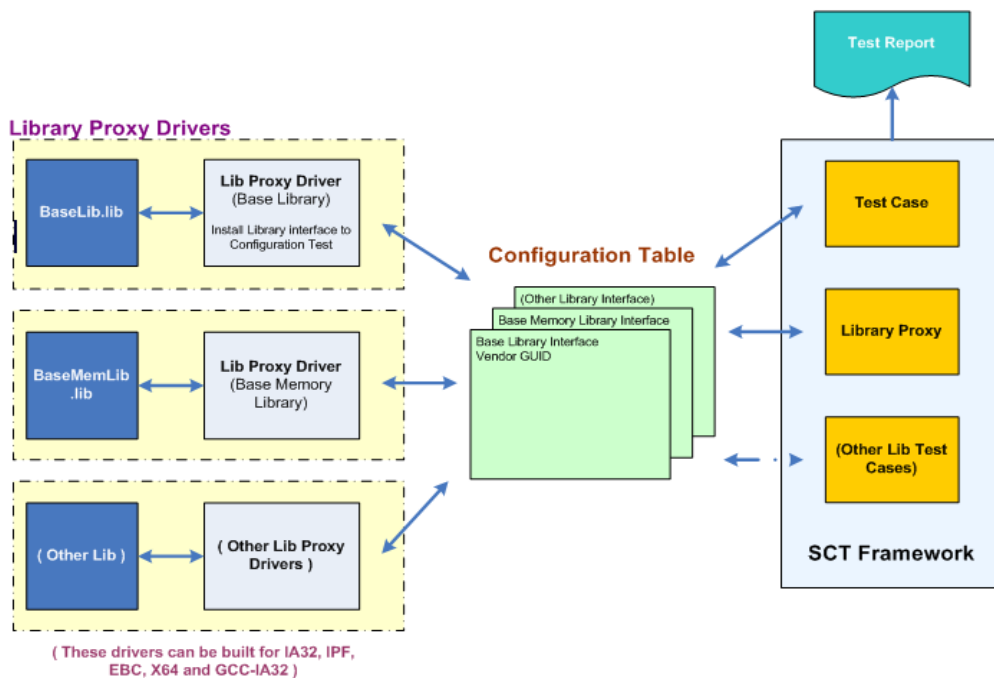 Test Report
Library Proxy Drivers
BaseLib.lib
Lib Proxy Driver
(Base Library)
Install Library interface to
Configuration Test
BaseMemLib
.lib
Lib Proxy Driver
(Base Memory
Library)
( Other Lib )
( Other Lib Proxy
Drivers )
( These drivers can be built for IA32, IPF,
EBC, X64 and GCC-IA32 )
Configuration Table
(Other Library Interface)
Base Memory Library Interface
Base Library Interface
Vendor GUID
Test Case
Library Proxy
(Other Lib Test
Cases)
SCT Framework